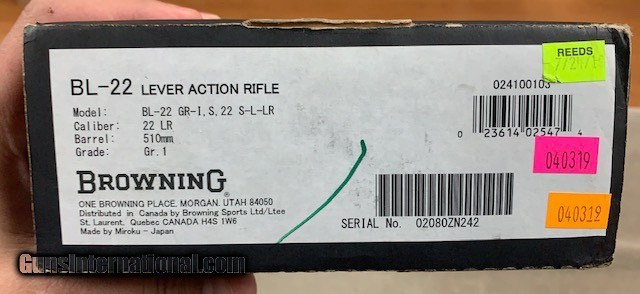 REEDS
BL-22 LEVER ACTION RIFLE
Model: BL-22 GR-I,S,22 S-L-LR
Caliber: 22 LR
Barrel: 510mm
Grade: Gr.1
024100103
0 23614 02547 4
040319
BROWNING
ONE BROWNING PLACE. MORGAN. UTAH 84050
Distributed in Canada by Browning Sports Ltd/Ltee
St. Laurent. Quebec CANADA H4S 1W6
Made by Miroku - Japan
SERIAL No. 02080ZN242
040319
GunsInternational.com